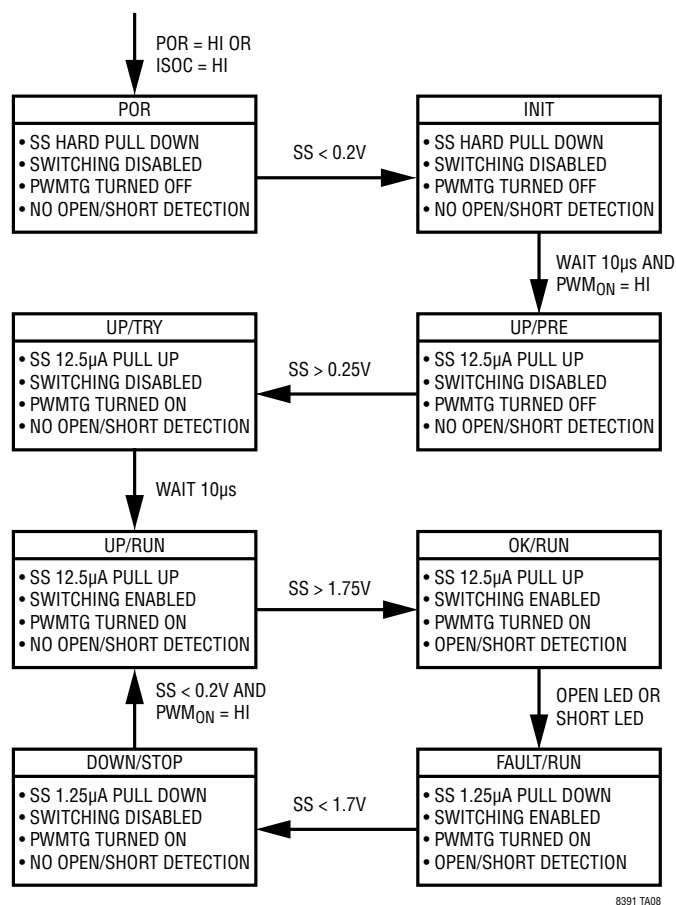 POR = HI OR
ISOC = HI
POR
• SS HARD PULL DOWN
• SWITCHING DISABLED
• PWMTG TURNED OFF
• NO OPEN/SHORT DETECTION
SS < 0.2V
INIT
• SS HARD PULL DOWN
• SWITCHING DISABLED
• PWMTG TURNED OFF
• NO OPEN/SHORT DETECTION
WAIT 10µs AND
PWMON = HI
UP/PRE
• SS 12.5µA PULL UP
• SWITCHING DISABLED
• PWMTG TURNED OFF
• NO OPEN/SHORT DETECTION
SS > 0.25V
UP/TRY
• SS 12.5µA PULL UP
• SWITCHING DISABLED
• PWMTG TURNED ON
• NO OPEN/SHORT DETECTION
WAIT 10µs
UP/RUN
• SS 12.5µA PULL UP
• SWITCHING ENABLED
• PWMTG TURNED ON
• NO OPEN/SHORT DETECTION
SS > 1.75V
OK/RUN
• SS 12.5µA PULL UP
• SWITCHING ENABLED
• PWMTG TURNED ON
• OPEN/SHORT DETECTION
OPEN LED OR
SHORT LED
FAULT/RUN
• SS 1.25µA PULL DOWN
• SWITCHING ENABLED
• PWMTG TURNED ON
• OPEN/SHORT DETECTION
SS < 1.7V
DOWN/STOP
• SS 1.25µA PULL DOWN
• SWITCHING DISABLED
• PWMTG TURNED ON
• NO OPEN/SHORT DETECTION
SS < 0.2V AND
PWMON = HI
8391 TA08